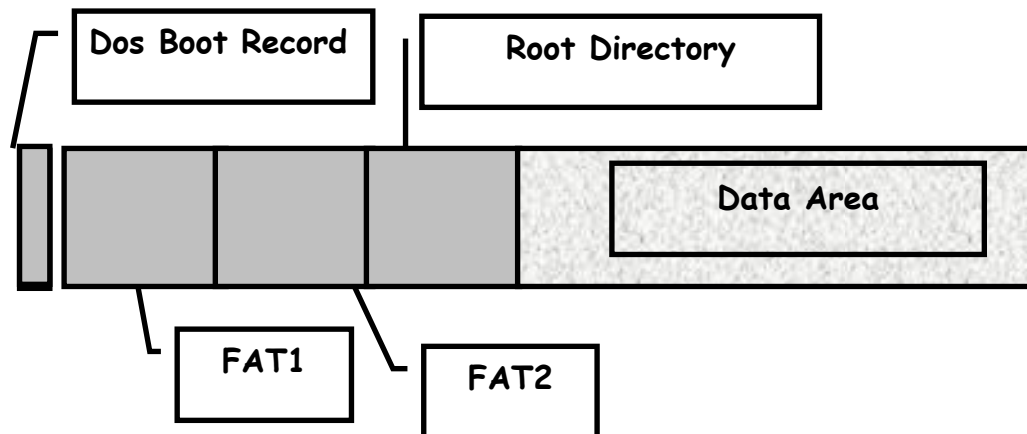 Dos Boot Record
Root Directory
Data Area
FAT1
FAT2